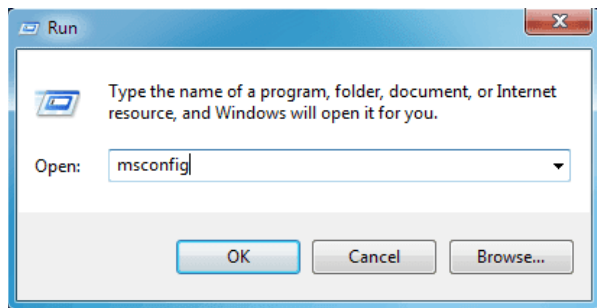 Run
Type the name of a program, folder, document, or Internet
resource, and Windows will open it for you.
Open: msconfig
OK Cancel Browse...